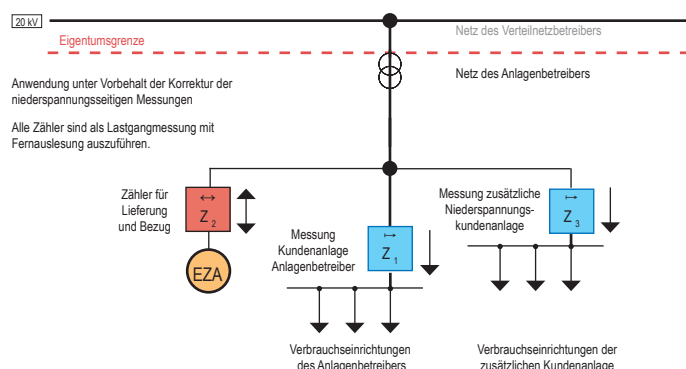 20 kV
Netz des Verteilnetzbetreibers
Eigentumsgrenze
Netz des Anlagenbetreibers
Anwendung unter Vorbehalt der Korrektur der
niederspannungsseitigen Messungen
Alle Zähler sind als Lastgangmessung mit
Fernauslesung auszuführen.
Zähler für
Lieferung
und Bezug
Z 2
EZA
Messung
Kundenanlage
Anlagenbetreiber
Z 1
Messung zusätzliche
Niederspannungs-
kundenanlage
Z 3
Verbrauchseinrichtungen
des Anlagenbetreibers
Verbrauchseinrichtungen der
zusätzlichen Kundenanlage